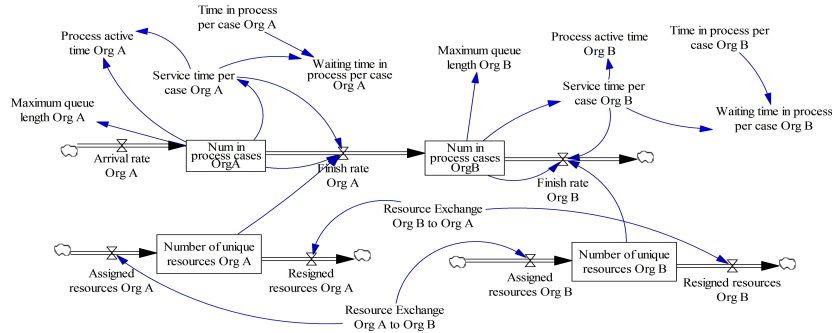 Time in process
per case Org A
Process active
time Org A
Service time per
case Org A
Waiting time in
process per case
Org A
Maximum queue
length Org A
Arrival rate
Org A
Num in
process cases
OrgA
Finish rate
Org A
Maximum queue
length Org B
Process active time
Org B
Time in process per
case Org B
Service time per
case Org B
Waiting time in process
per case Org B
Num in
process cases
OrgB
Finish rate
Org B
Resource Exchange
Org B to Org A
Number of unique
resources Org A
Assigned
resources Org A
Resigned
resources Org A
Resource Exchange
Org A to Org B
Number of unique
resources Org B
Assigned
resources Org B
Resigned resources
Org B